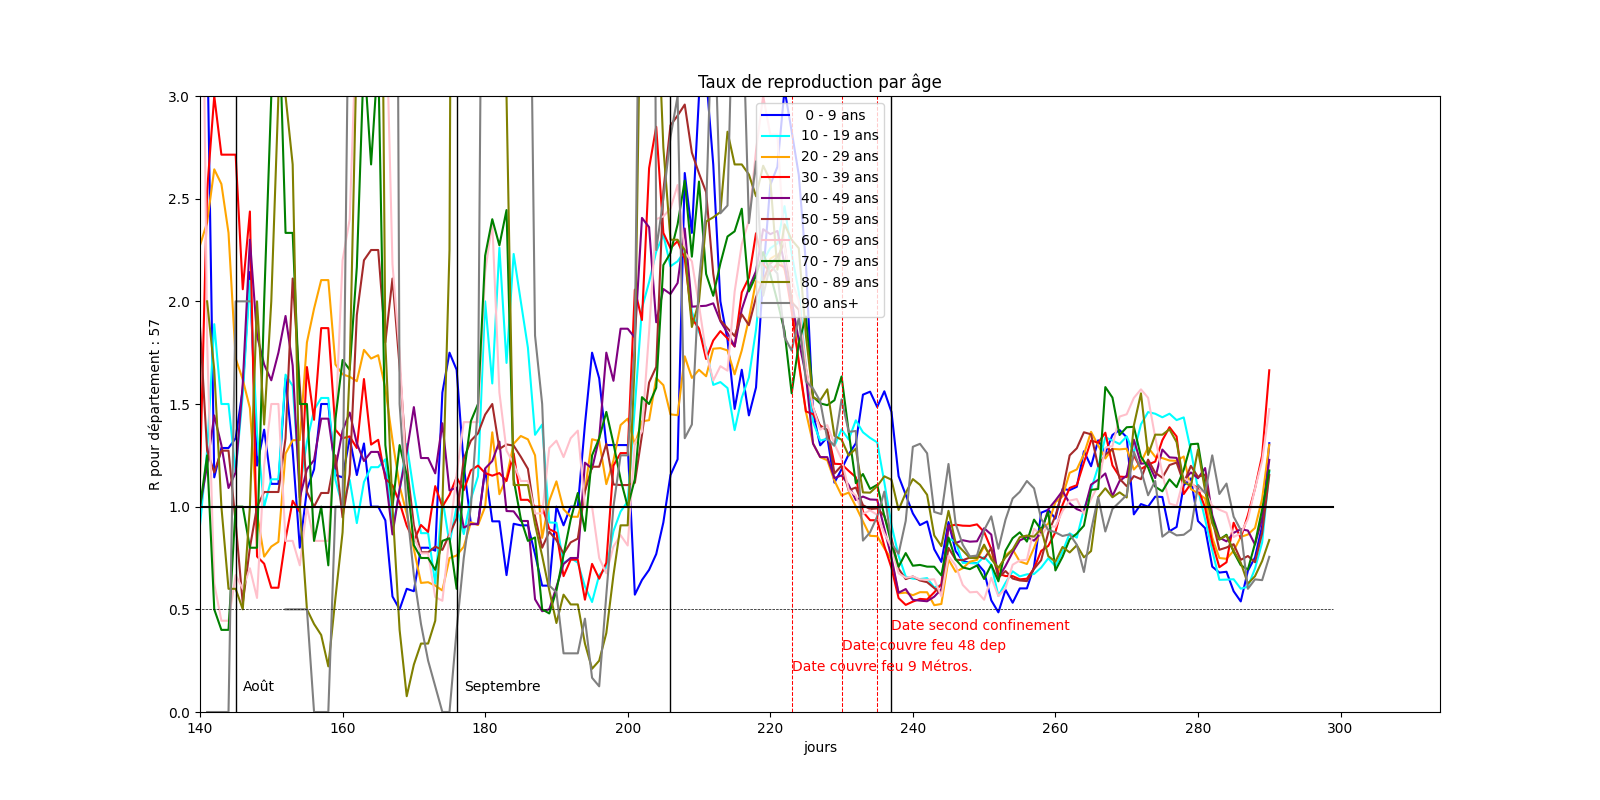 Taux de reproduction par âge
R pour département : 57
3.0
2.5
2.0
1.5
1.0
0.5
0.0
0 - 9 ans
10 - 19 ans
20 - 29 ans
30 - 39 ans
40 - 49 ans
50 - 59 ans
60 - 69 ans
70 - 79 ans
80 - 89 ans
90 ans+
Date second confinement
Date couvre feu 48 dep
Date couvre feu 9 Métros.
Août
Septembre
140 160 180 200 220 240 260 280 300
jours